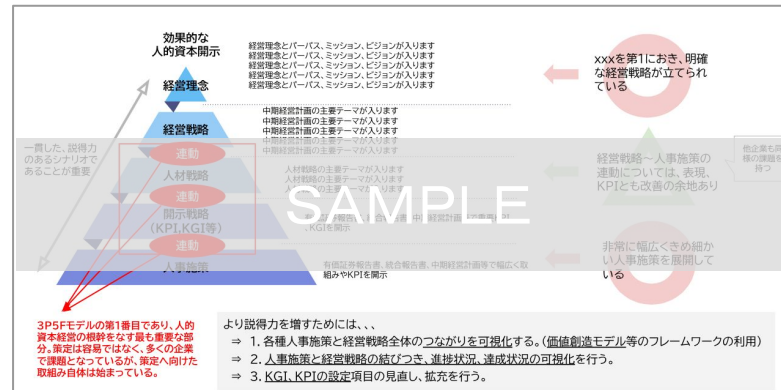 効果的な
人的資本開示
経営理念
経営理念とパーパス、ミッション、ビジョンが入ります
経営理念とパーパス、ミッション、ビジョンが入ります
経営理念とパーパス、ミッション、ビジョンが入ります
経営理念とパーパス、ミッション、ビジョンが入ります
経営理念とパーパス、ミッション、ビジョンが入ります
xxxを第1におき、明確
な経営戦略が立てられ
ている
経営戦略
中期経営計画の主要テーマが入ります
中期経営計画の主要テーマが入ります
中期経営計画の主要テーマが入ります
中期経営計画の主要テーマが入ります
中期経営計画の主要テーマが入ります
一貫した、説得力
のあるシナリオで
あることが重要
連動
人材戦略
人材戦略の主要テーマが入ります
人材戦略の主要テーマが入ります
経営戦略~人事施策の
連動については、表現、
KPIとも改善の余地あり
他企業も同
様の課題を
持つ
連動
開示戦略
(KPI、KGI等)
、KGIを開示
SAMPLE
連動
人事施策
有価証券報告書、統合報告書、中期経営計画等で幅広く取
組みやKPIを開示
非常に幅広くきめ細か
い人事施策を展開して
いる
3P5Fモデルの第1番目であり、人的
資本経営の根幹をなす最も重要な部
分。策定は容易ではなく、多くの企業
で課題となっているが、策定へ向けた
取組み自体は始まっている。
より説得力を増すためには、、、
⇒ 1. 各種人事施策と経営戦略全体のつながりを可視化する。(価値創造モデル等のフレームワークの利用)
⇒ 2. 人事施策と経営戦略の結びつき、進捗状況、達成状況の可視化を行う。
⇒ 3. KGI、KPIの設定項目の見直し、拡充を行う。